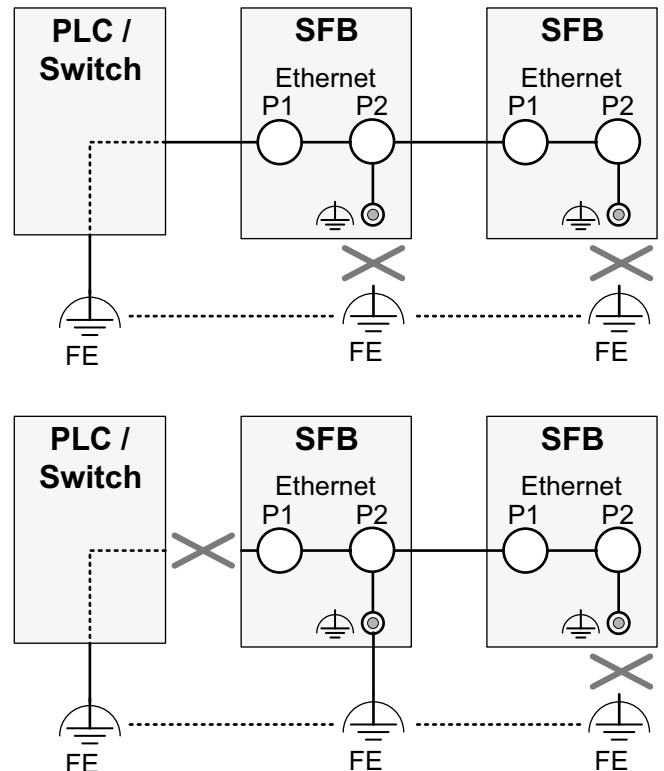 PLC /
Switch
SFB
Ethernet
P1 P2
SFB
Ethernet
P1 P2
FE
FE
FE
PLC /
Switch
SFB
Ethernet
P1 P2
SFB
Ethernet
P1 P2
FE
FE
FE